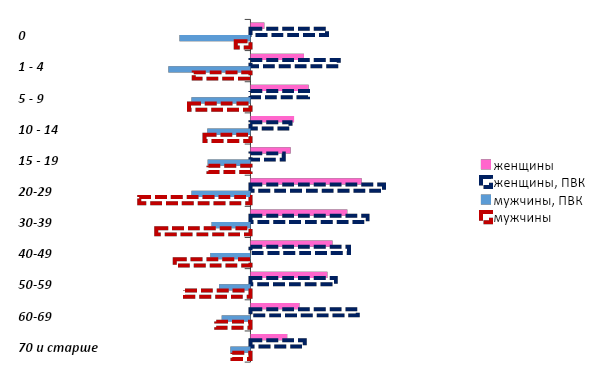 0
1 - 4
5 - 9
10 - 14
15 - 19
20-29
30-39
40-49
50-59
60-69
70 и старше
женщины
женщины, ПВК
мужчины, ПВК
мужчины